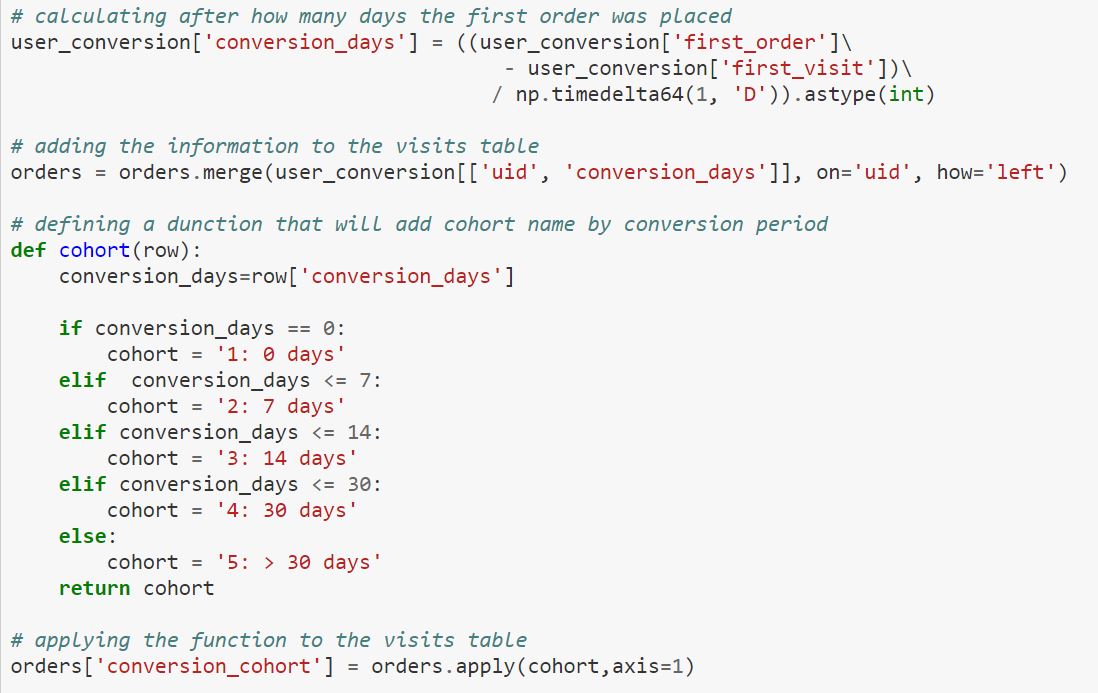 # calculating after how many days the first order was placed
user_conversion['conversion_days'] = ((user_conversion['first_order']\
                                         - user_conversion['first_visit'])\
                                        / np.timedelta64(1, 'D')).astype(int)

# adding the information to the visits table
orders = orders.merge(user_conversion[['uid', 'conversion_days']], on='uid', how='left')

# defining a dunction that will add cohort name by conversion period
def cohort(row):
    conversion_days=row['conversion_days']

    if conversion_days == 0:
        cohort = '1: 0 days'
    elif  conversion_days <= 7:
        cohort = '2: 7 days'
    elif conversion_days <= 14:
        cohort = '3: 14 days'
    elif conversion_days <= 30:
        cohort = '4: 30 days'
    else:
        cohort = '5: > 30 days'
    return cohort

# applying the function to the visits table
orders['conversion_cohort'] = orders.apply(cohort,axis=1)